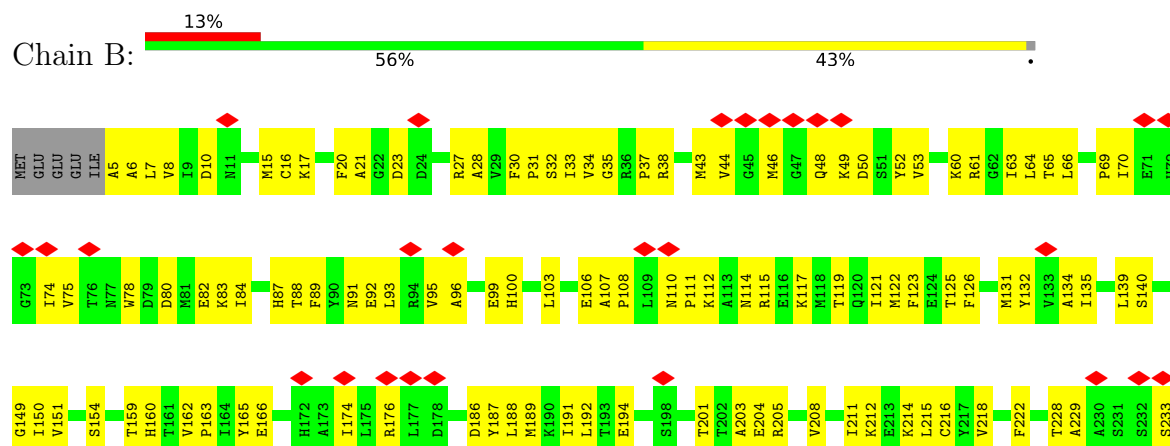 13%
Chain B:
56% 43% •
MET GLU GLU GLU ILE A5 A6 L7 V8 I9 D10 N11 M15 C16 K17 F20 A21 G22 D23 D24 R27 A28 V29 F30 P31 S32 I33 V34 G35 R36 P37 R38 M43 V44 G45 M46 G47 Q48 K49 D50 S51 Y52 V53 K60 R61 G62 I63 L64 T65 L66 P69 I70 E71
G73 I74 V75 T76 N77 W78 D79 D80 M81 E82 K83 I84 H87 T88 F89 Y90 N91 E92 L93 R94 V95 A96 E99 H100 L103 E106 A107 P108 L109 N110 P111 K112 A113 N114 R115 E116 K117 M118 T119 Q120 I121 M122 F123 E124 T125 F126 M131 Y132 V133 A134 I135 L139 S140
G149 I150 V151 S154 T159 H160 T161 V162 P163 I164 Y165 E166 H172 A173 I174 L175 R176 L177 D178 D186 Y187 L188 M189 K190 I191 L192 T193 E194 S198 T201 T202 A203 E204 R205 V208 I211 K212 E213 K214 L215 C216 Y217 V218 F222 T228 A229 A230 S231 S232